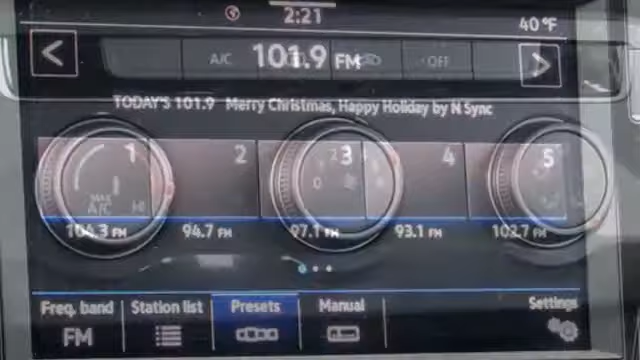 2:21
40 °F
A/C
101.9 FM
OFF
TODAY'S 101.9 Merry Christmas, Happy Holiday by N Sync
1 2 3 4 5
0
MAX
A/C
HI
104.3 FM 94.7 FM 97.1 FM 93.1 FM 102.7 FM
Freq. band Station list Presets Manual Settings
FM